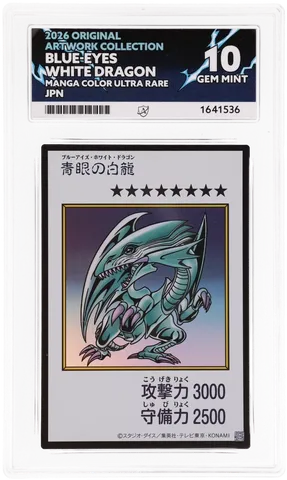 2026 ORIGINAL
ARTWORK COLLECTION
BLUE-EYES
WHITE DRAGON
MANGA COLOR ULTRA RARE
JPN
10
GEM MINT
1641536
ブルーアイズ・ホワイト・ドラゴン
青眼の白龍
★★★★★★★★
こうげきりょく
攻撃力 3000
しゅびりょく
守備力 2500
©スタジオ・ダイス/集英社・テレビ東京・KONAMI